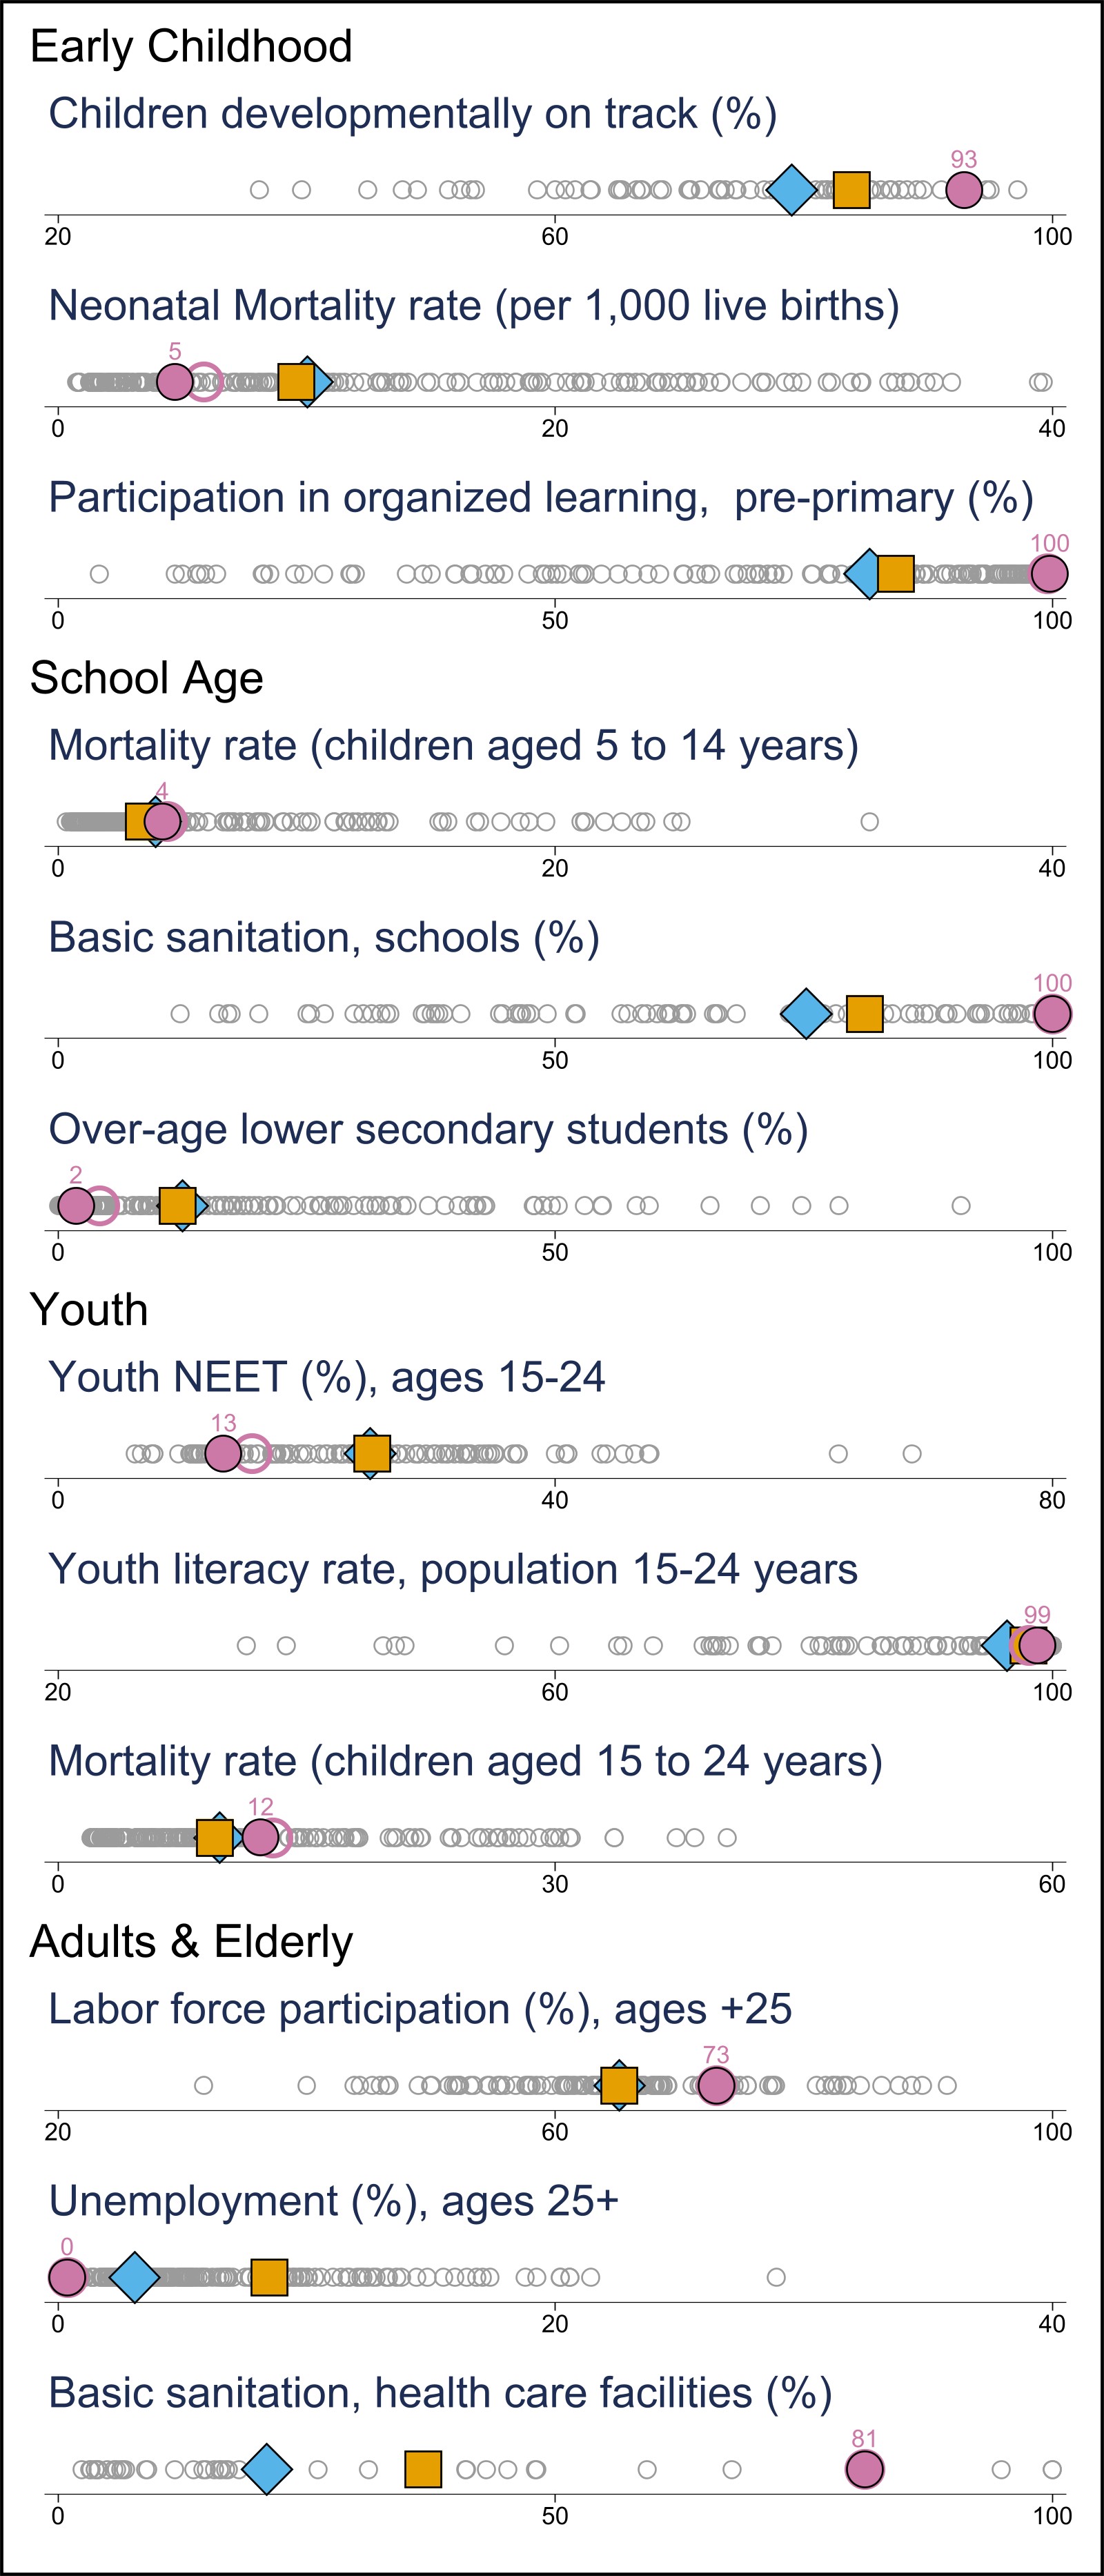 Early Childhood
Children developmentally on track (%)
93
20 60 100
Neonatal Mortality rate (per 1,000 live births)
5
0 20 40
Participation in organized learning, pre-primary (%)
100
0 50 100
School Age
Mortality rate (children aged 5 to 14 years)
4
0 20 40
Basic sanitation, schools (%)
100
0 50 100
Over-age lower secondary students (%)
2
0 50 100
Youth
Youth NEET (%), ages 15-24
13
0 40 80
Youth literacy rate, population 15-24 years
99
20 60 100
Mortality rate (children aged 15 to 24 years)
12
0 30 60
Adults & Elderly
Labor force participation (%), ages +25
73
20 60 100
Unemployment (%), ages 25+
0
0 20 40
Basic sanitation, health care facilities (%)
81
0 50 100